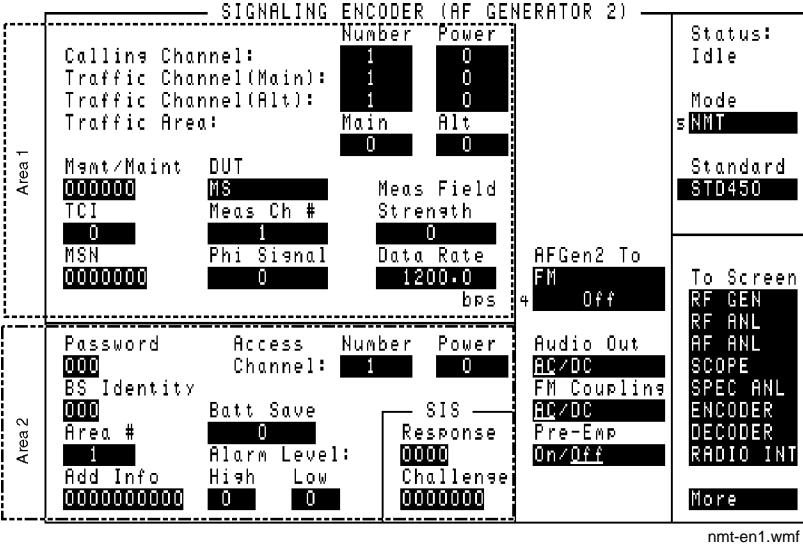 SIGNALING ENCODER (AF GENERATOR 2)
Number Power
Calling Channel: 1 0
Traffic Channel(Main): 1 0
Traffic Channel(Alt): 1 0
Traffic Area: Main Alt
0 0
Mgmt/Maint DUT
000000 MS Meas Field
TCI Meas Ch # Strength
0 1 0
MSN Phi Signal Data Rate
0000000 0 1200.0
bps
Area 1
AFGen2 To
FM
4 Off
Status:
Idle
Mode
5 NMT
Standard
STD450
Password Access Number Power
000 Channel: 1 0
BS Identity
000 Batt Save SIS
Area # 0 Response
1 Alarm Level: 0000
Add Info High Low Challenge
0000000000 0 0 0000000
Area 2
Audio Out
AC/DC
FM Coupling
AC/DC
Pre-Emp
On/Off
To Screen
RF GEN
RF ANL
AF ANL
SCOPE
SPEC ANL
ENCODER
DECODER
RADIO INT
More
nmt-en1.wmf